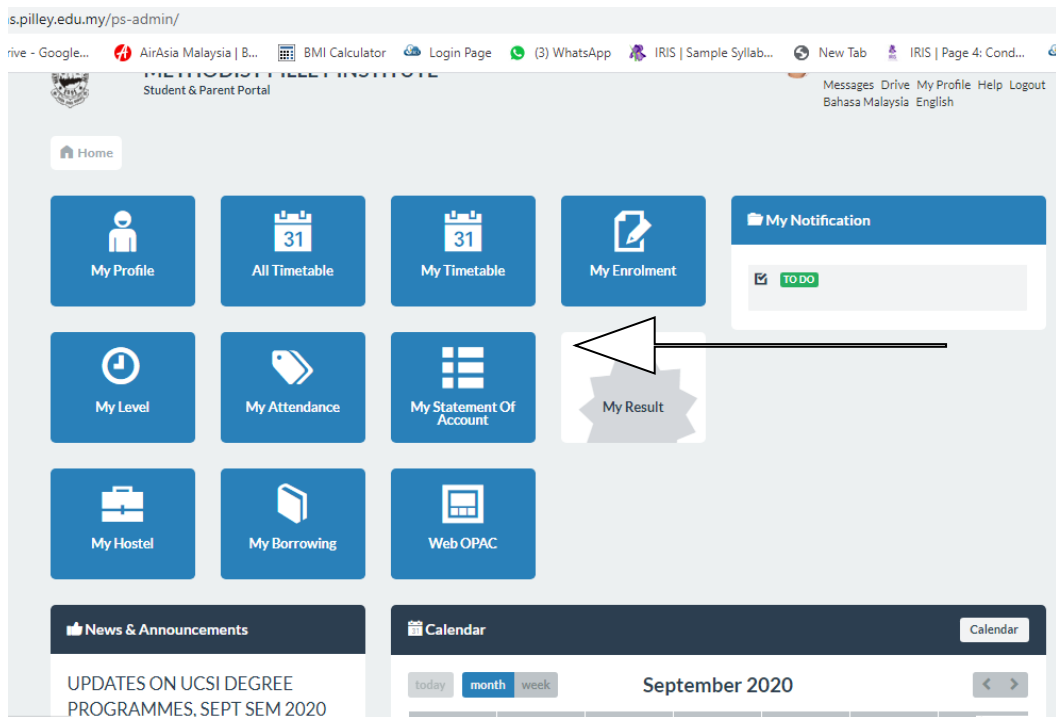 s.pilley.edu.my/ps-admin/
rive - Google... AirAsia Malaysia | B... BMI Calculator Login Page (3) WhatsApp IRIS | Sample Syllab... New Tab IRIS | Page 4: Cond...
METHODIST PILLEY INSTITUTE
Student & Parent Portal
Messages Drive My Profile Help Logout
Bahasa Malaysia English
Home
31
31
My Profile
All Timetable
My Timetable
My Enrolment
My Notification
TO DO
My Level
My Attendance
My Statement Of
Account
My Result
My Hostel
My Borrowing
Web OPAC
News & Announcements
Calendar
Calendar
UPDATES ON UCSI DEGREE
PROGRAMMES, SEPT SEM 2020
today month week
September 2020